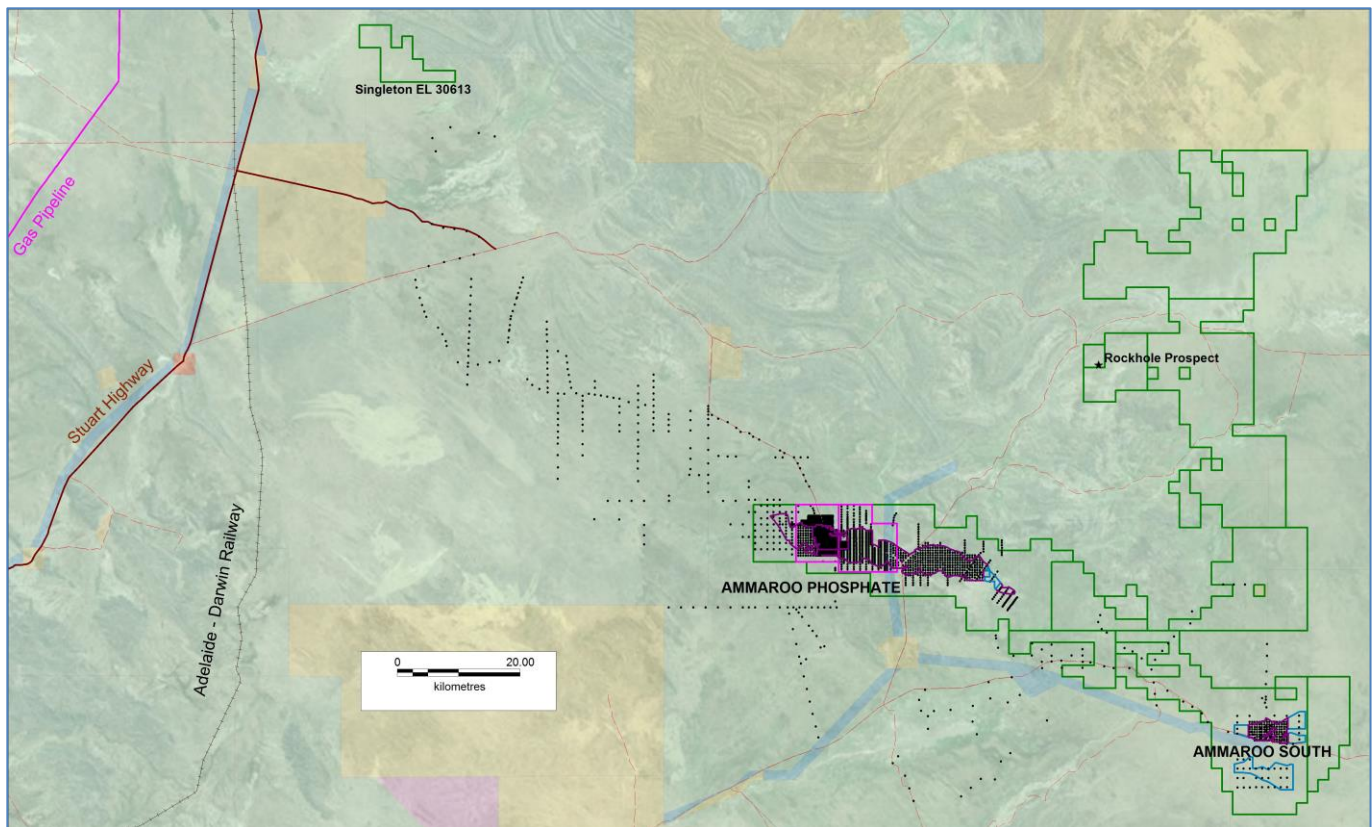 Singleton EL 30613
Gas Pipeline
Rockhole Prospect
Stuart Highway
Adelaide - Darwin Railway
AMMAROO PHOSPHATE
0 20.00
kilometres
AMMAROO SOUTH